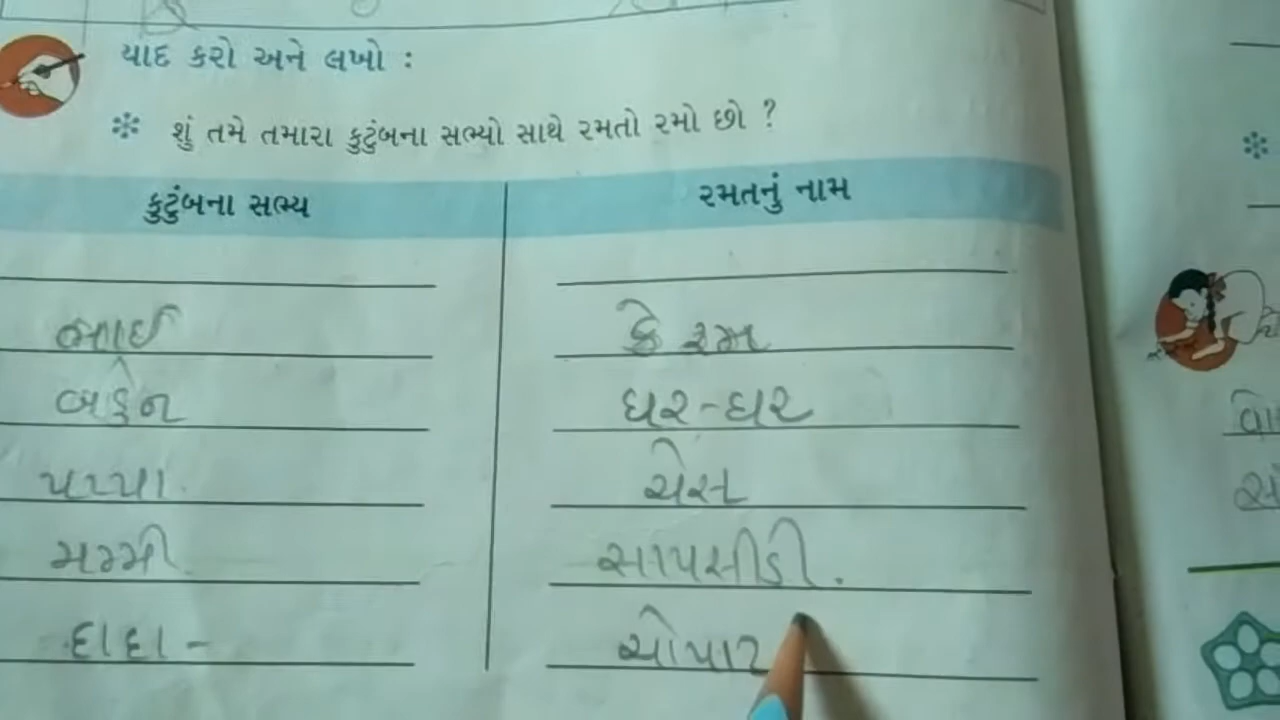 યાદ કરો અને લખો :
શું તમે તમારા કુટુંબના સભ્યો સાથે રમતો રમો છો ?
કુટુંબના સભ્ય રમતનું નામ
ભાઈ કેરમ
બહેન ઘર-ઘર
પપ્પા ચેસ
મમ્મી સાપસીડી.
દાદા - ચોપાટ